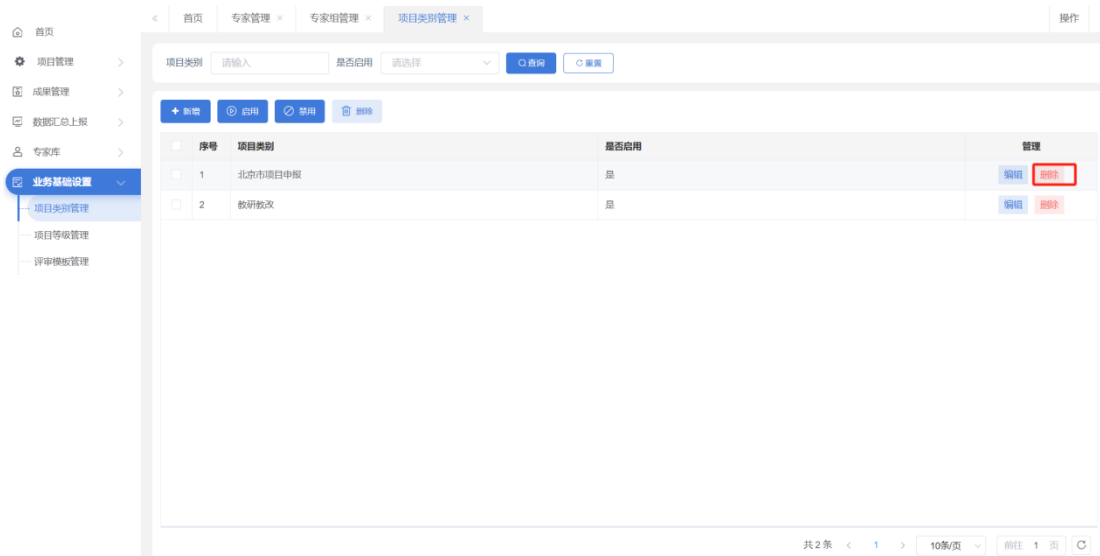 首页 专家管理 × 专家组管理 × 项目类别管理 × 操作
首页
项目管理
成果管理
数据汇总上报
专家库
业务基础设置
项目类别管理
项目等级管理
评审模板管理
项目类别 请输入 是否启用 请选择 查询 重置
+ 新增 启用 禁用 删除
序号 项目类别 是否启用 管理
1 北京市项目申报 是 编辑 删除
2 教研教改 是 编辑 删除
共 2 条 < 1 > 10条/页 前往 1 页